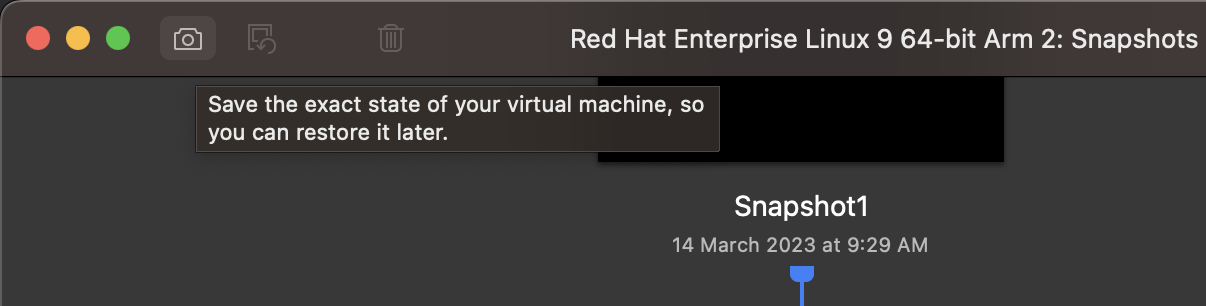 Red Hat Enterprise Linux 9 64-bit Arm 2: Snapshots
Save the exact state of your virtual machine, so
you can restore it later.
Snapshot1
14 March 2023 at 9:29 AM